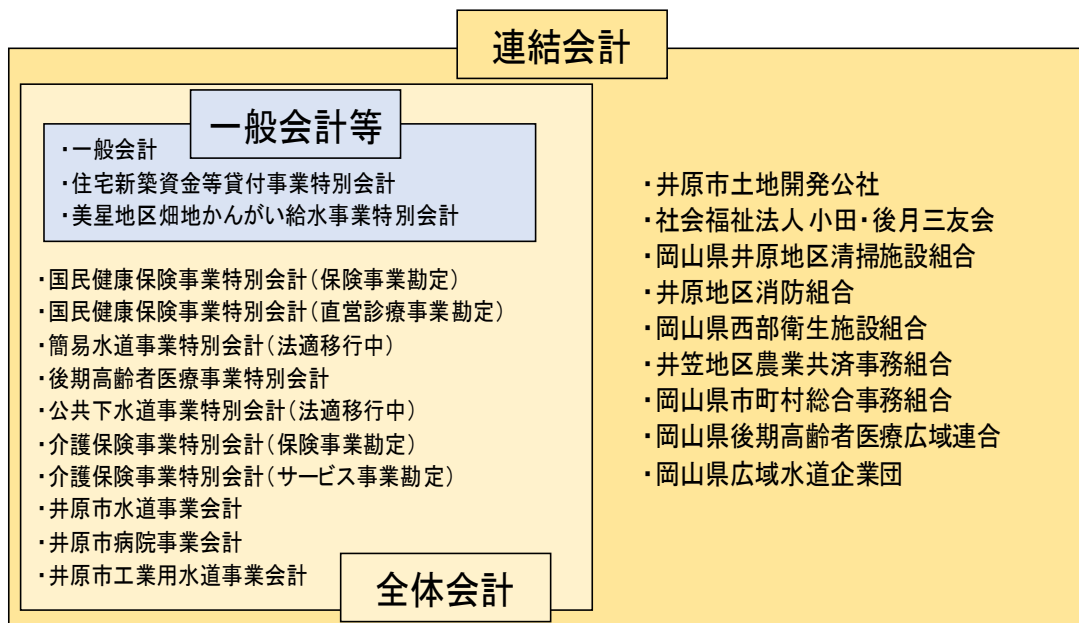 連結会計
一般会計等
・一般会計
・住宅新築資金等貸付事業特別会計
・美星地区畑地かんがい給水事業特別会計
・国民健康保険事業特別会計(保険事業勘定)
・国民健康保険事業特別会計(直営診療事業勘定)
・簡易水道事業特別会計(法適移行中)
・後期高齢者医療事業特別会計
・公共下水道事業特別会計(法適移行中)
・介護保険事業特別会計(保険事業勘定)
・介護保険事業特別会計(サービス事業勘定)
・井原市水道事業会計
・井原市病院事業会計
・井原市工業用水道事業会計
全体会計
・井原市土地開発公社
・社会福祉法人 小田・後月三友会
・岡山県井原地区清掃施設組合
・井原地区消防組合
・岡山県西部衛生施設組合
・井笠地区農業共済事務組合
・岡山県市町村総合事務組合
・岡山県後期高齢者医療広域連合
・岡山県広域水道企業団